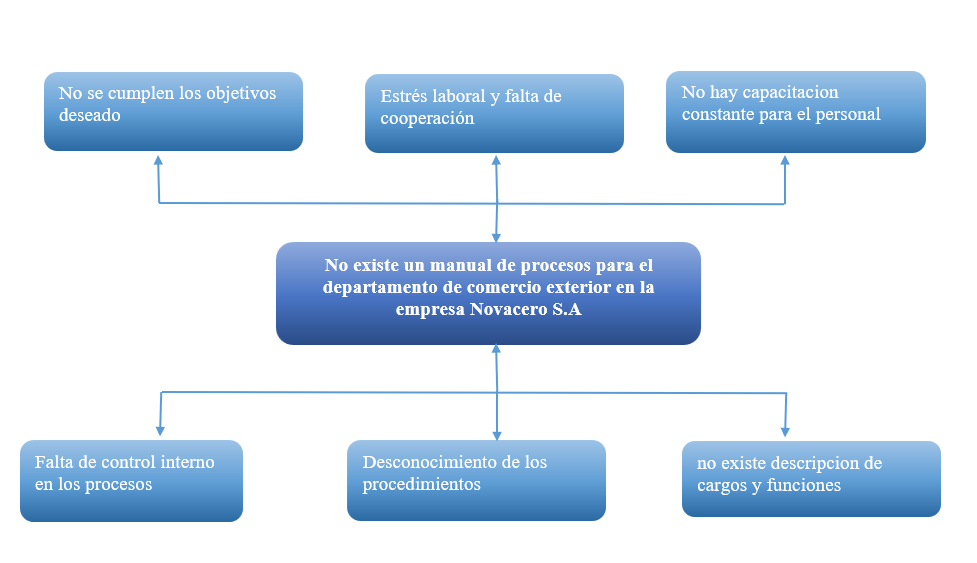 No se cumplen los objetivos
deseado
Estrés laboral y falta de
cooperación
No hay capacitacion
constante para el personal
No existe un manual de procesos para el
departamento de comercio exterior en la
empresa Novacero S.A
Falta de control interno
en los procesos
Desconocimiento de los
procedimientos
no existe descripcion de
cargos y funciones